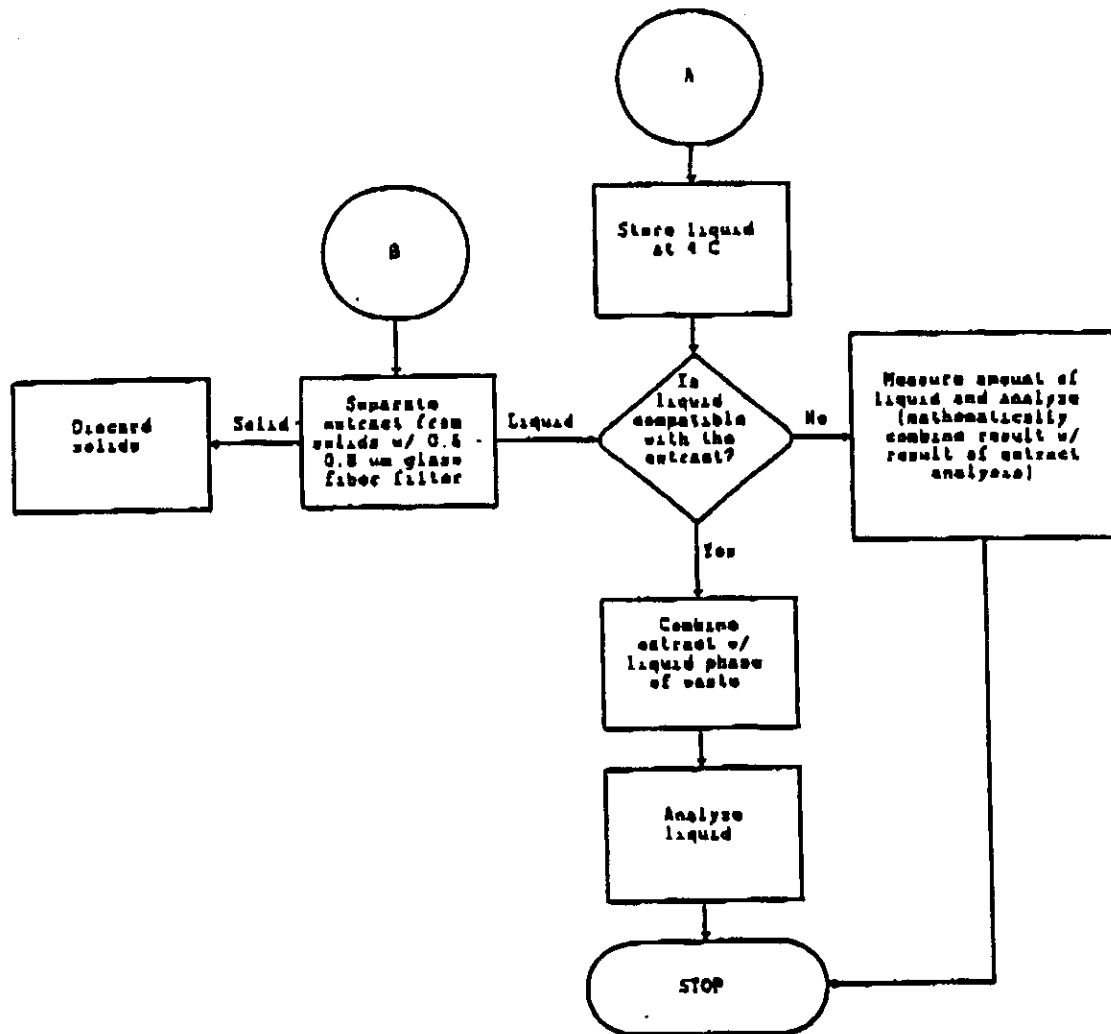 A
Store liquid
at 4 C
B
Discard
solids
Solid
Separate
extract from
solids w/ 0.6 -
0.8 um glass
fiber filter
Liquid
Is
liquid
compatible
with the
extract?
No
Measure amount of
liquid and analyze
(mathematically
combine result w/
result of extract
analysis)
Yes
Combine
extract w/
liquid phase
of waste
Analyze
liquid
STOP